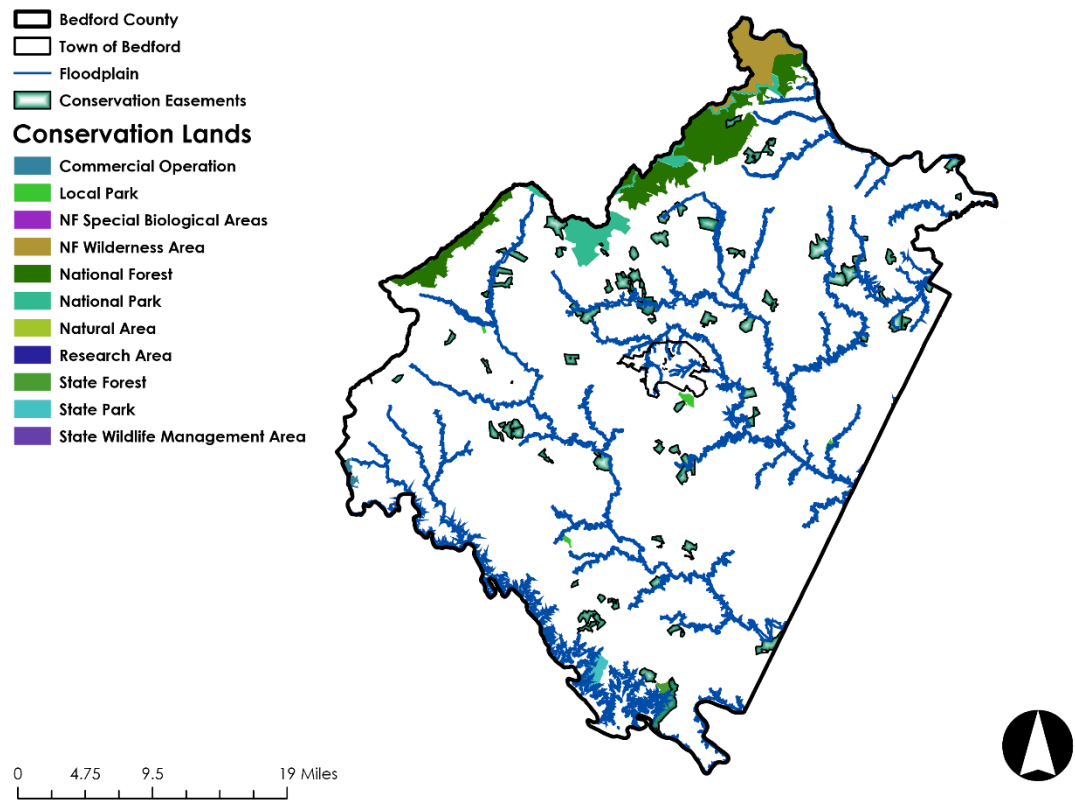 Bedford County
Town of Bedford
Floodplain
Conservation Easements
Conservation Lands
Commercial Operation
Local Park
NF Special Biological Areas
NF Wilderness Area
National Forest
National Park
Natural Area
Research Area
State Forest
State Park
State Wildlife Management Area
0 4.75 9.5 19 Miles